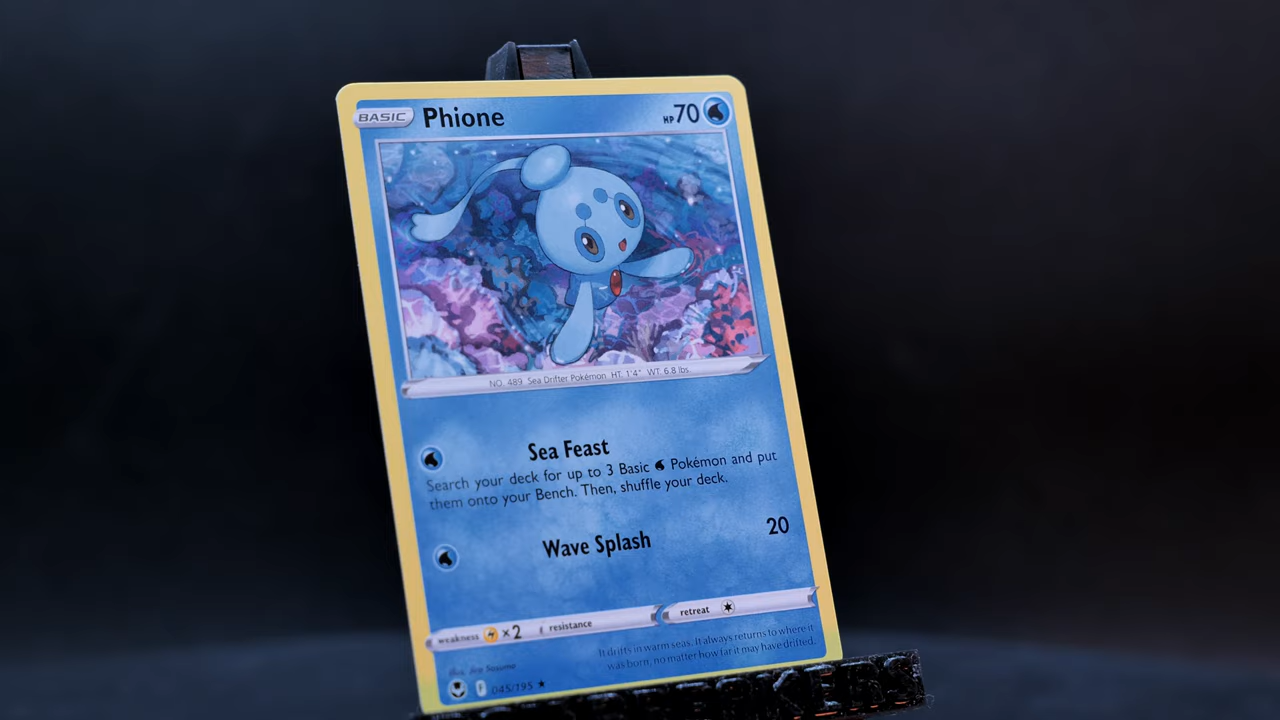 BASIC Phione HP 70
NO. 489 Sea Drifter Pokémon HT. 1'4" WT. 6.8 lbs.
Sea Feast
Search your deck for up to 3 Basic Pokémon and put
them onto your Bench. Then, shuffle your deck.
Wave Splash 20
weakness ×2 resistance retreat
It drifts in warm seas. It always returns to where it
was born, no matter how far it may have drifted.
Illus.
045/195